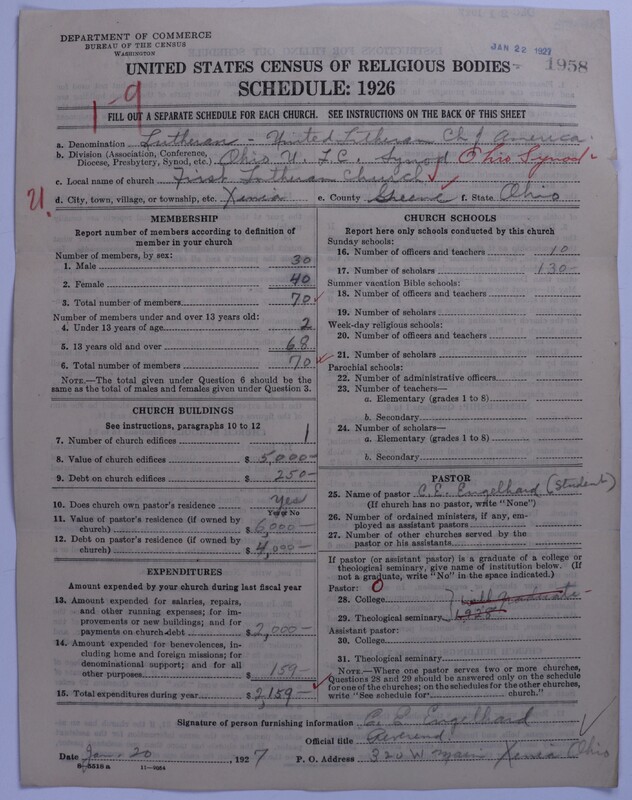 DEPARTMENT OF COMMERCE
BUREAU OF THE CENSUS
WASHINGTON
JAN 22 1927
1958
UNITED STATES CENSUS OF RELIGIOUS BODIES
SCHEDULE: 1926
1-9
FILL OUT A SEPARATE SCHEDULE FOR EACH CHURCH. SEE INSTRUCTIONS ON THE BACK OF THIS SHEET
a. Denomination Lutheran - United Lutheran Ch of America.
b. Division (Association, Conference, Diocese, Presbytery, Synod, etc.) Ohio U. L. C. Synod Ohio Synod
c. Local name of church First Lutheran Church
21.
d. City, town, village, or township, etc. Xenia e. County Greene f. State Ohio
MEMBERSHIP
Report number of members according to definition of member in your church
Number of members, by sex:
1. Male 30
2. Female 40
3. Total number of members 70
Number of members under and over 13 years old:
4. Under 13 years of age 2
5. 13 years old and over 68
6. Total number of members 70
NOTE.—The total given under Question 6 should be the same as the total of males and females given under Question 3.
CHURCH BUILDINGS
See instructions, paragraphs 10 to 12
7. Number of church edifices 1
8. Value of church edifices $ 5,000—
9. Debt on church edifices $ 250—
10. Does church own pastor's residence? Yes
Yes or No
11. Value of pastor's residence (if owned by church) $ 6,000—
12. Debt on pastor's residence (if owned by church) $ 4,000—
EXPENDITURES
Amount expended by your church during last fiscal year
13. Amount expended for salaries, repairs, and other running expenses; for improvements or new buildings; and for payments on church debt $ 2,000—
14. Amount expended for benevolences, including home and foreign missions; for denominational support; and for all other purposes $ 159—
15. Total expenditures during year $ 2,159—
CHURCH SCHOOLS
Report here only schools conducted by this church
Sunday schools:
16. Number of officers and teachers 10
17. Number of scholars 130
Summer vacation Bible schools:
18. Number of officers and teachers
19. Number of scholars
Week-day religious schools:
20. Number of officers and teachers
21. Number of scholars
Parochial schools:
22. Number of administrative officers
23. Number of teachers—
a. Elementary (grades 1 to 8)
b. Secondary
24. Number of scholars—
a. Elementary (grades 1 to 8)
b. Secondary
PASTOR
25. Name of pastor C. E. Engelhard (Student)
(If church has no pastor, write "None")
26. Number of ordained ministers, if any, employed as assistant pastors
27. Number of other churches served by the pastor or his assistants
If pastor (or assistant pastor) is a graduate of a college or theological seminary, give name of institution below. (If not a graduate, write "No" in the space indicated.)
Pastor: 0
28. College will graduate
29. Theological seminary 1928
Assistant pastor:
30. College
31. Theological seminary
NOTE.—Where one pastor serves two or more churches, Questions 28 and 29 should be answered only on the schedule for one of the churches; on the schedules for the other churches, write "See schedule for church."
Signature of person furnishing information C. E. Engelhard
Official title Reverend.
Date Jan. 20, 1927 P. O. Address 320 W Main Xenia Ohio
8-5518a 11-9884